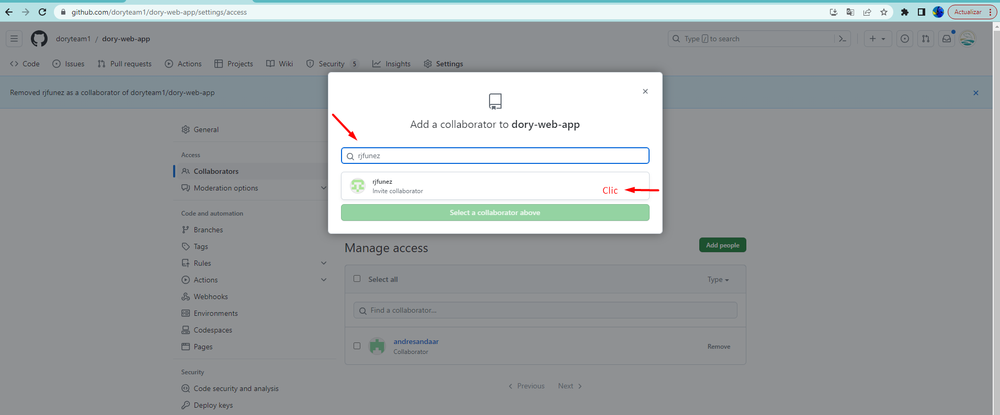 github.com/doryteam1/dory-web-app/settings/access
Actualizar
doryteam1 / dory-web-app
Type / to search
Code
Issues
Pull requests
Actions
Projects
Wiki
Security 5
Insights
Settings
Removed rjfunez as a collaborator of doryteam1/dory-web-app
Add a collaborator to dory-web-app
rjfunez
rjfunez
Invite collaborator
Clic
Select a collaborator above
General
Access
Collaborators
Moderation options
Code and automation
Branches
Tags
Rules
Actions
Webhooks
Environments
Codespaces
Pages
Security
Code security and analysis
Deploy keys
Manage access
Add people
Select all
Type
Find a collaborator...
andresandaar
Collaborator
Remove
Previous
Next